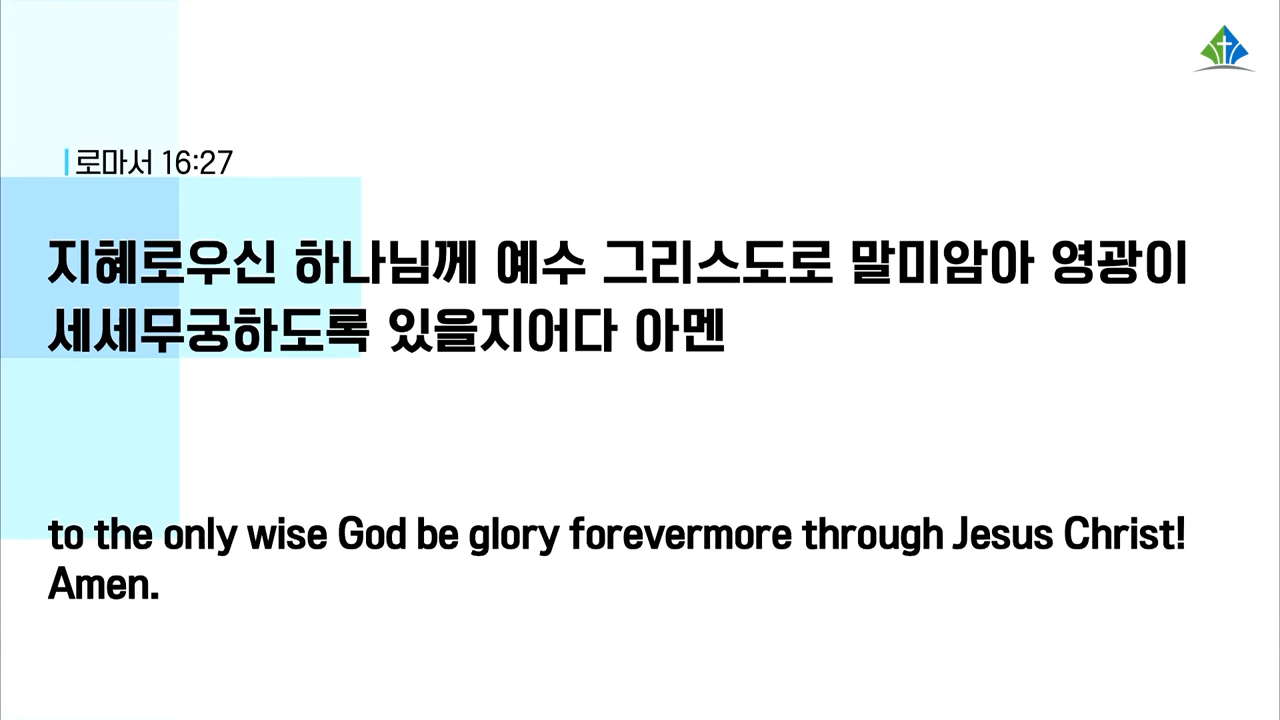 로마서 16:27
지혜로우신 하나님께 예수 그리스도로 말미암아 영광이
세세무궁하도록 있을지어다 아멘
to the only wise God be glory forevermore through Jesus Christ!
Amen.